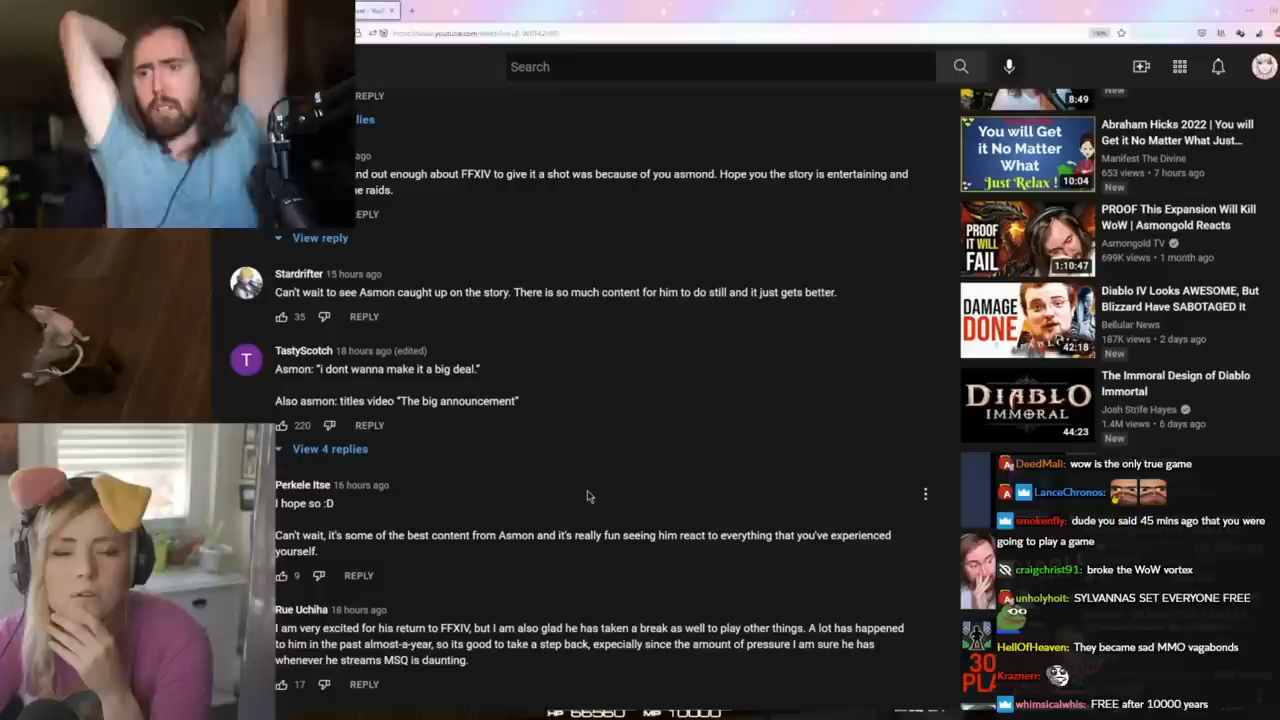 Search
REPLY
lies
ago
nd out enough about FFXIV to give it a shot was because of you asmond. Hope you the story is entertaining and
e raids.
PLY
View reply
Stardrifter 15 hours ago
Can't wait to see Asmon caught up on the story. There is so much content for him to do still and it just gets better.
35 REPLY
T
TastyScotch 18 hours ago (edited)
Asmon: "i dont wanna make it a big deal."
Also asmon: titles video "The big announcement"
220 REPLY
View 4 replies
Perkele Itse 16 hours ago
I hope so :D
Can't wait, it's some of the best content from Asmon and it's really fun seeing him react to everything that you've experienced
yourself.
9 REPLY
Rue Uchiha 18 hours ago
I am very excited for his return to FFXIV, but I am also glad he has taken a break as well to play other things. A lot has happened
to him in the past almost-a-year, so its good to take a step back, expecially since the amount of pressure I am sure he has
whenever he streams MSQ is daunting.
17 REPLY
8:49
New
You will Get
it No Matter
What
Just Relax !
10:04
Abraham Hicks 2022 | You will
Get it No Matter What Just...
Manifest The Divine
653 views • 7 hours ago
New
PROOF
IT WILL
FAIL
1:10:47
PROOF This Expansion Will Kill
WoW | Asmongold Reacts
Asmongold TV
699K views • 1 month ago
DAMAGE
DONE
42:18
Diablo IV Looks AWESOME, But
Blizzard Have SABOTAGED It
Bellular News
187K views • 2 days ago
New
DIABLO
IMMORAL
44:23
The Immoral Design of Diablo
Immortal
Josh Strife Hayes
1.4M views • 6 days ago
New
DeedMali: wow is the only true game
LanceChronos:
smokenfly: dude you said 45 mins ago that you were
going to play a game
craigchrist91: broke the WoW vortex
unholyhoit: SYLVANNAS SET EVERYONE FREE
HellOfHeaven: They became sad MMO vagabonds
30
PL
Kraznerr:
whimsicalwhis: FREE after 10000 years
HP 66560 MP 10000